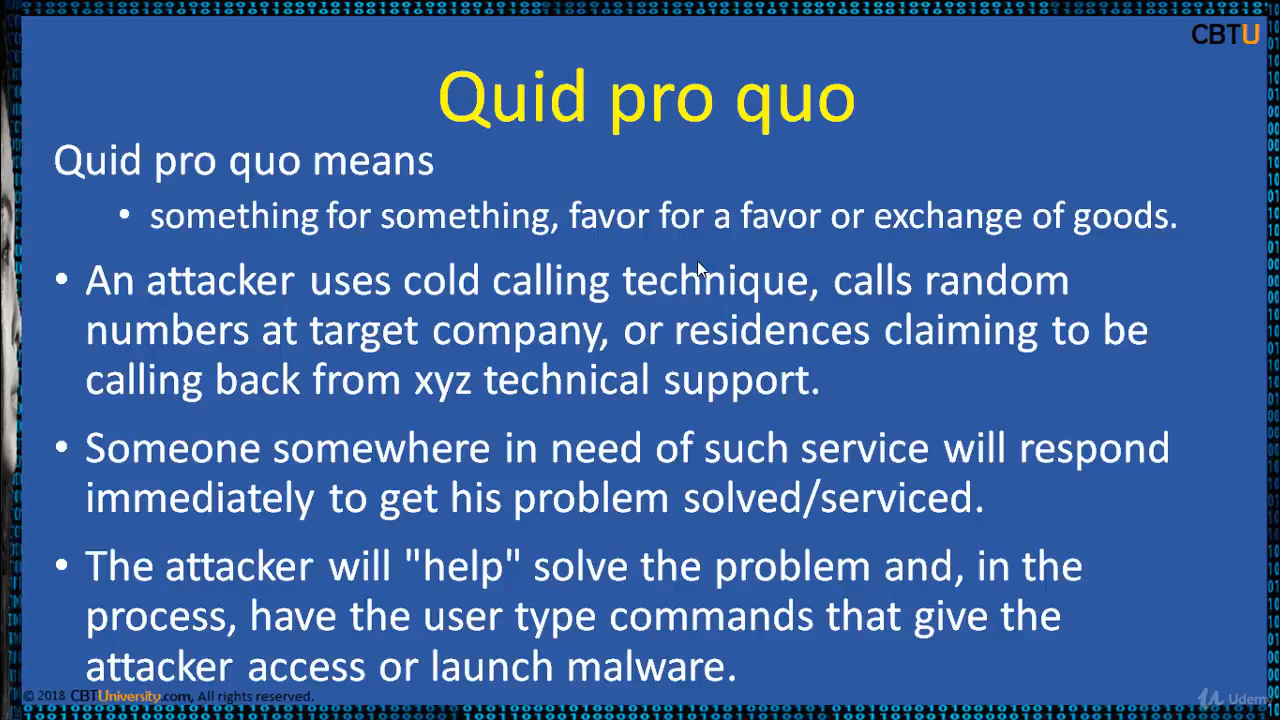 CBTU
Quid pro quo
Quid pro quo means
• something for something, favor for a favor or exchange of goods.
• An attacker uses cold calling technique, calls random
numbers at target company, or residences claiming to be
calling back from xyz technical support.
• Someone somewhere in need of such service will respond
immediately to get his problem solved/serviced.
• The attacker will "help" solve the problem and, in the
process, have the user type commands that give the
attacker access or launch malware.
© 2018 CBTUniversity.com, All rights reserved.
Udemy